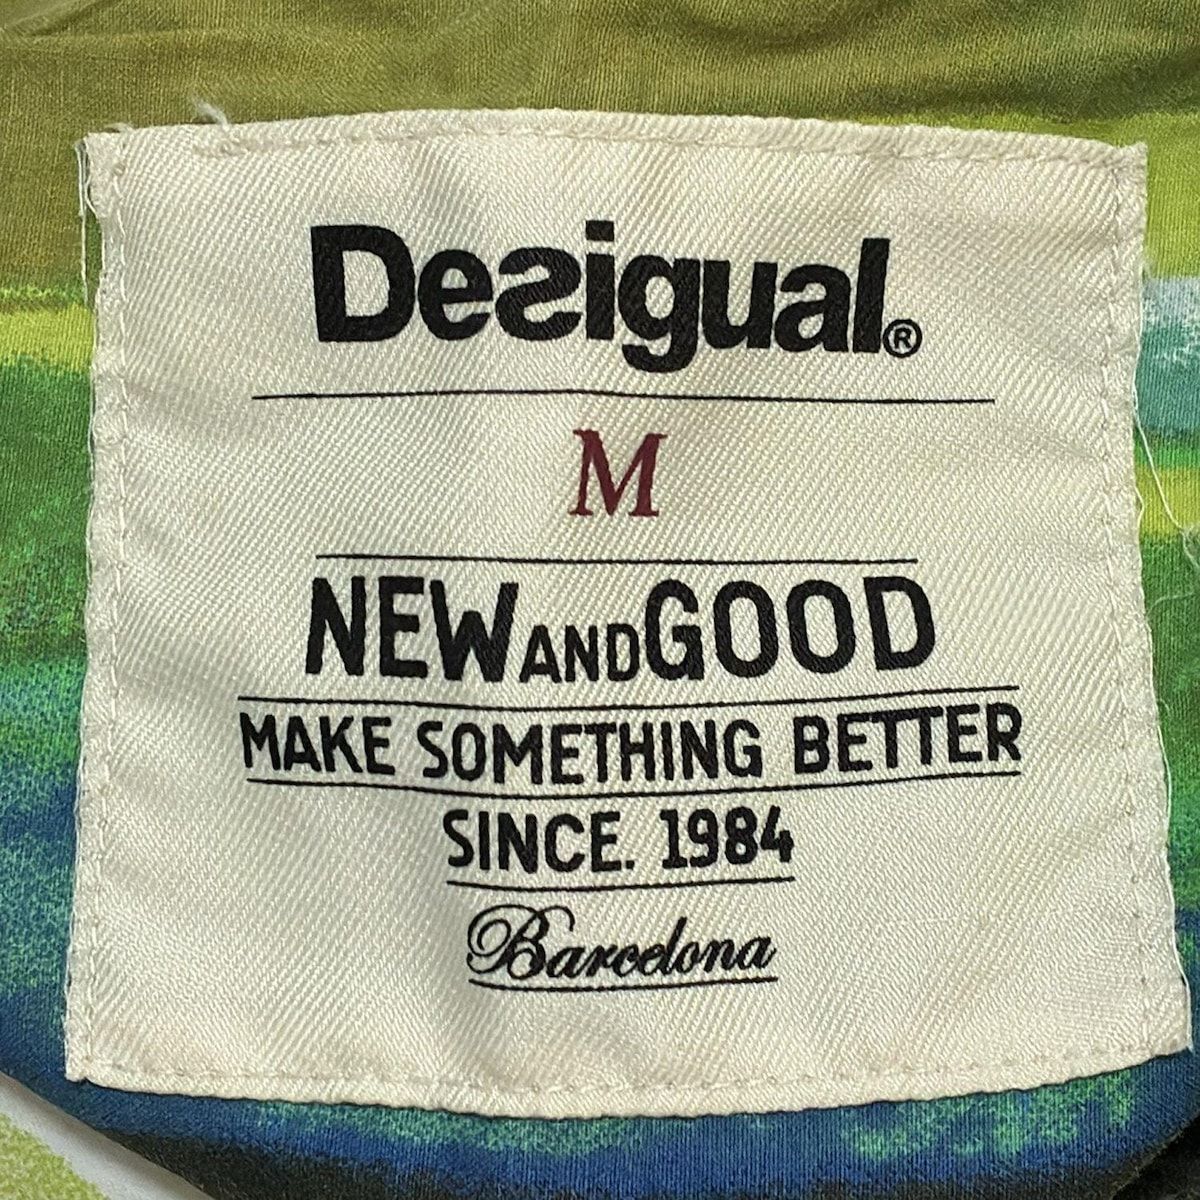 Desigual®
M
NEW AND GOOD
MAKE SOMETHING BETTER
SINCE. 1984
Barcelona